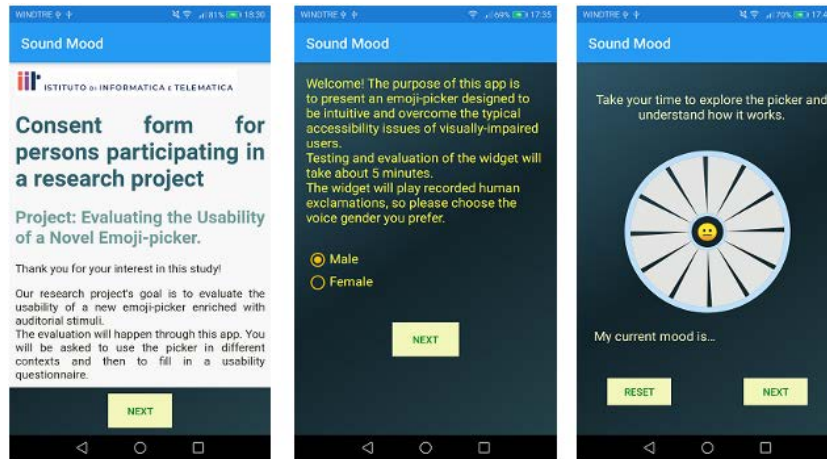 WINDTRE
81% 18:30
Sound Mood
iit ISTITUTO DI INFORMATICA E TELEMATICA
Consent form for
persons participating in
a research project
Project: Evaluating the Usability
of a Novel Emoji-picker.
Thank you for your interest in this study!
Our research project's goal is to evaluate the
usability of a new emoji-picker enriched with
auditorial stimuli.
The evaluation will happen through this app. You
will be asked to use the picker in different
contexts and then to fill in a usability
questionnaire.
NEXT
WINDTRE
69% 17:35
Sound Mood
Welcome! The purpose of this app is
to present an emoji-picker designed to
be intuitive and overcome the typical
accessibility issues of visually-impaired
users.
Testing and evaluation of the widget will
take about 5 minutes.
The widget will play recorded human
exclamations, so please choose the
voice gender you prefer.
Male
Female
NEXT
WINDTRE
70%
Sound Mood
Take your time to explore the picker and
understand how it works.
My current mood is...
RESET
NEXT